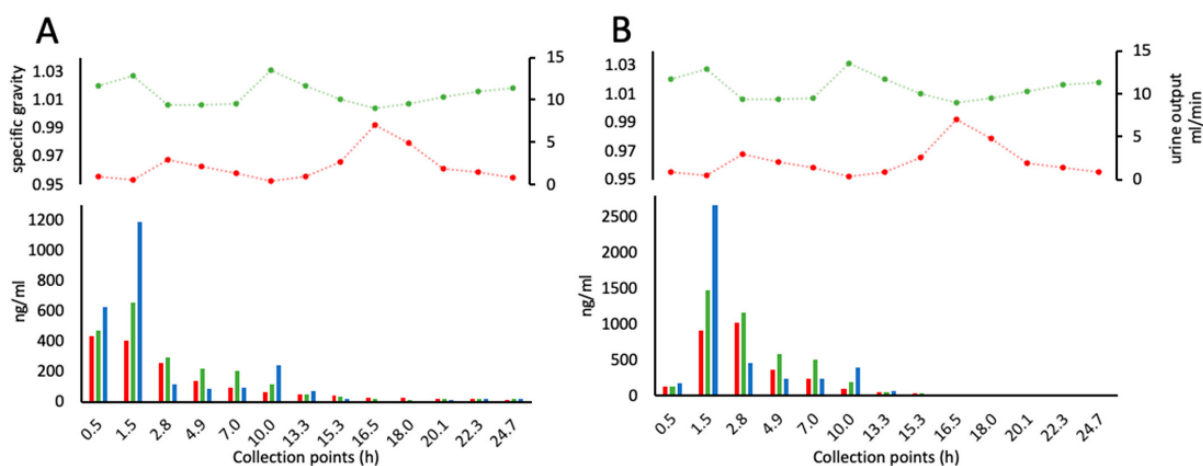 A
specific gravity
1.03
1.01
0.99
0.97
0.95
15
10
5
0
ng/ml
1200
1000
800
600
400
200
0
0.5 1.5 2.8 4.9 7.0 10.0 13.3 15.3 16.5 18.0 20.1 22.3 24.7
Collection points (h)
B
1.03
1.01
0.99
0.97
0.95
15
10
5
0
urine output
ml/min
ng/ml
2500
2000
1500
1000
500
0
0.5 1.5 2.8 4.9 7.0 10.0 13.3 15.3 16.5 18.0 20.1 22.3 24.7
Collection points (h)